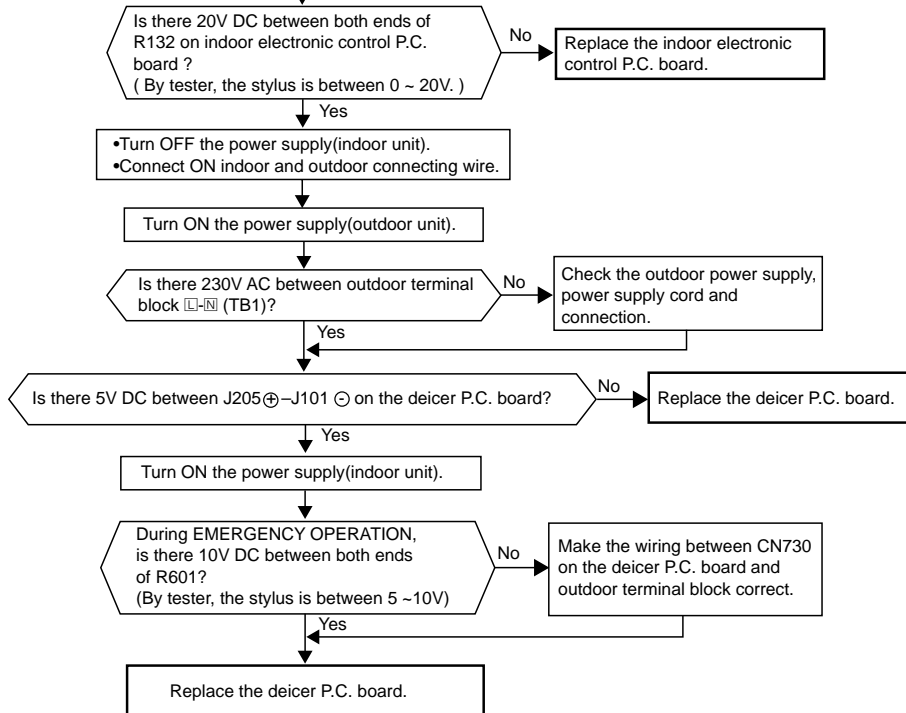 Is there 20V DC between both ends of
R132 on indoor electronic control P.C.
board ?
( By tester, the stylus is between 0 ~ 20V. )
No
Replace the indoor electronic
control P.C. board.
Yes
•Turn OFF the power supply(indoor unit).
•Connect ON indoor and outdoor connecting wire.
Turn ON the power supply(outdoor unit).
Is there 230V AC between outdoor terminal
block 🄻-🄽 (TB1)?
No
Check the outdoor power supply,
power supply cord and
connection.
Yes
Is there 5V DC between J205⊕–J101 ⊖ on the deicer P.C. board?
No
Replace the deicer P.C. board.
Yes
Turn ON the power supply(indoor unit).
During EMERGENCY OPERATION,
is there 10V DC between both ends
of R601?
(By tester, the stylus is between 5 ~10V)
No
Make the wiring between CN730
on the deicer P.C. board and
outdoor terminal block correct.
Yes
Replace the deicer P.C. board.